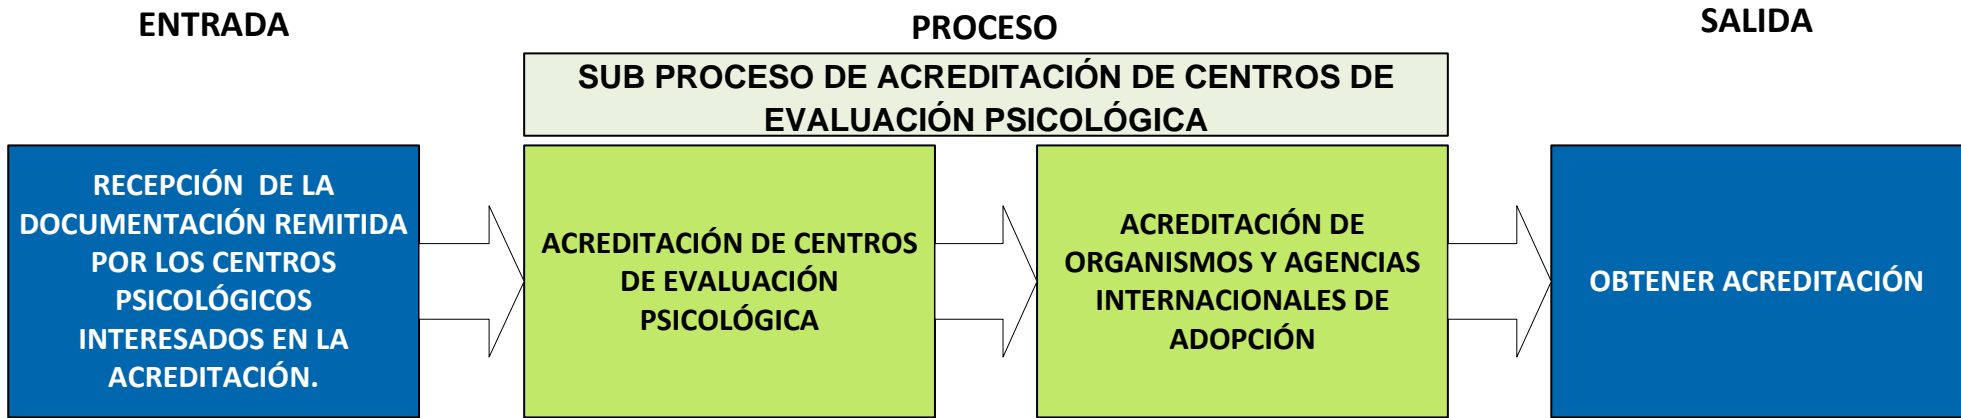 ENTRADA
PROCESO
SALIDA
SUB PROCESO DE ACREDITACIÓN DE CENTROS DE
EVALUACIÓN PSICOLÓGICA
RECEPCIÓN DE LA
DOCUMENTACIÓN REMITIDA
POR LOS CENTROS
PSICOLÓGICOS
INTERESADOS EN LA
ACREDITACIÓN.
ACREDITACIÓN DE CENTROS
DE EVALUACIÓN
PSICOLÓGICA
ACREDITACIÓN DE
ORGANISMOS Y AGENCIAS
INTERNACIONALES DE
ADOPCIÓN
OBTENER ACREDITACIÓN